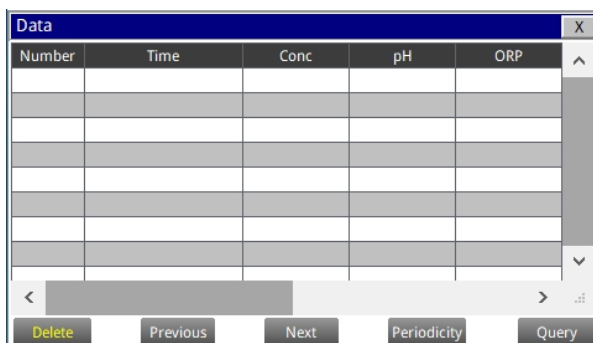 Data X
Number Time Conc pH ORP
Delete Previous Next Periodicity Query